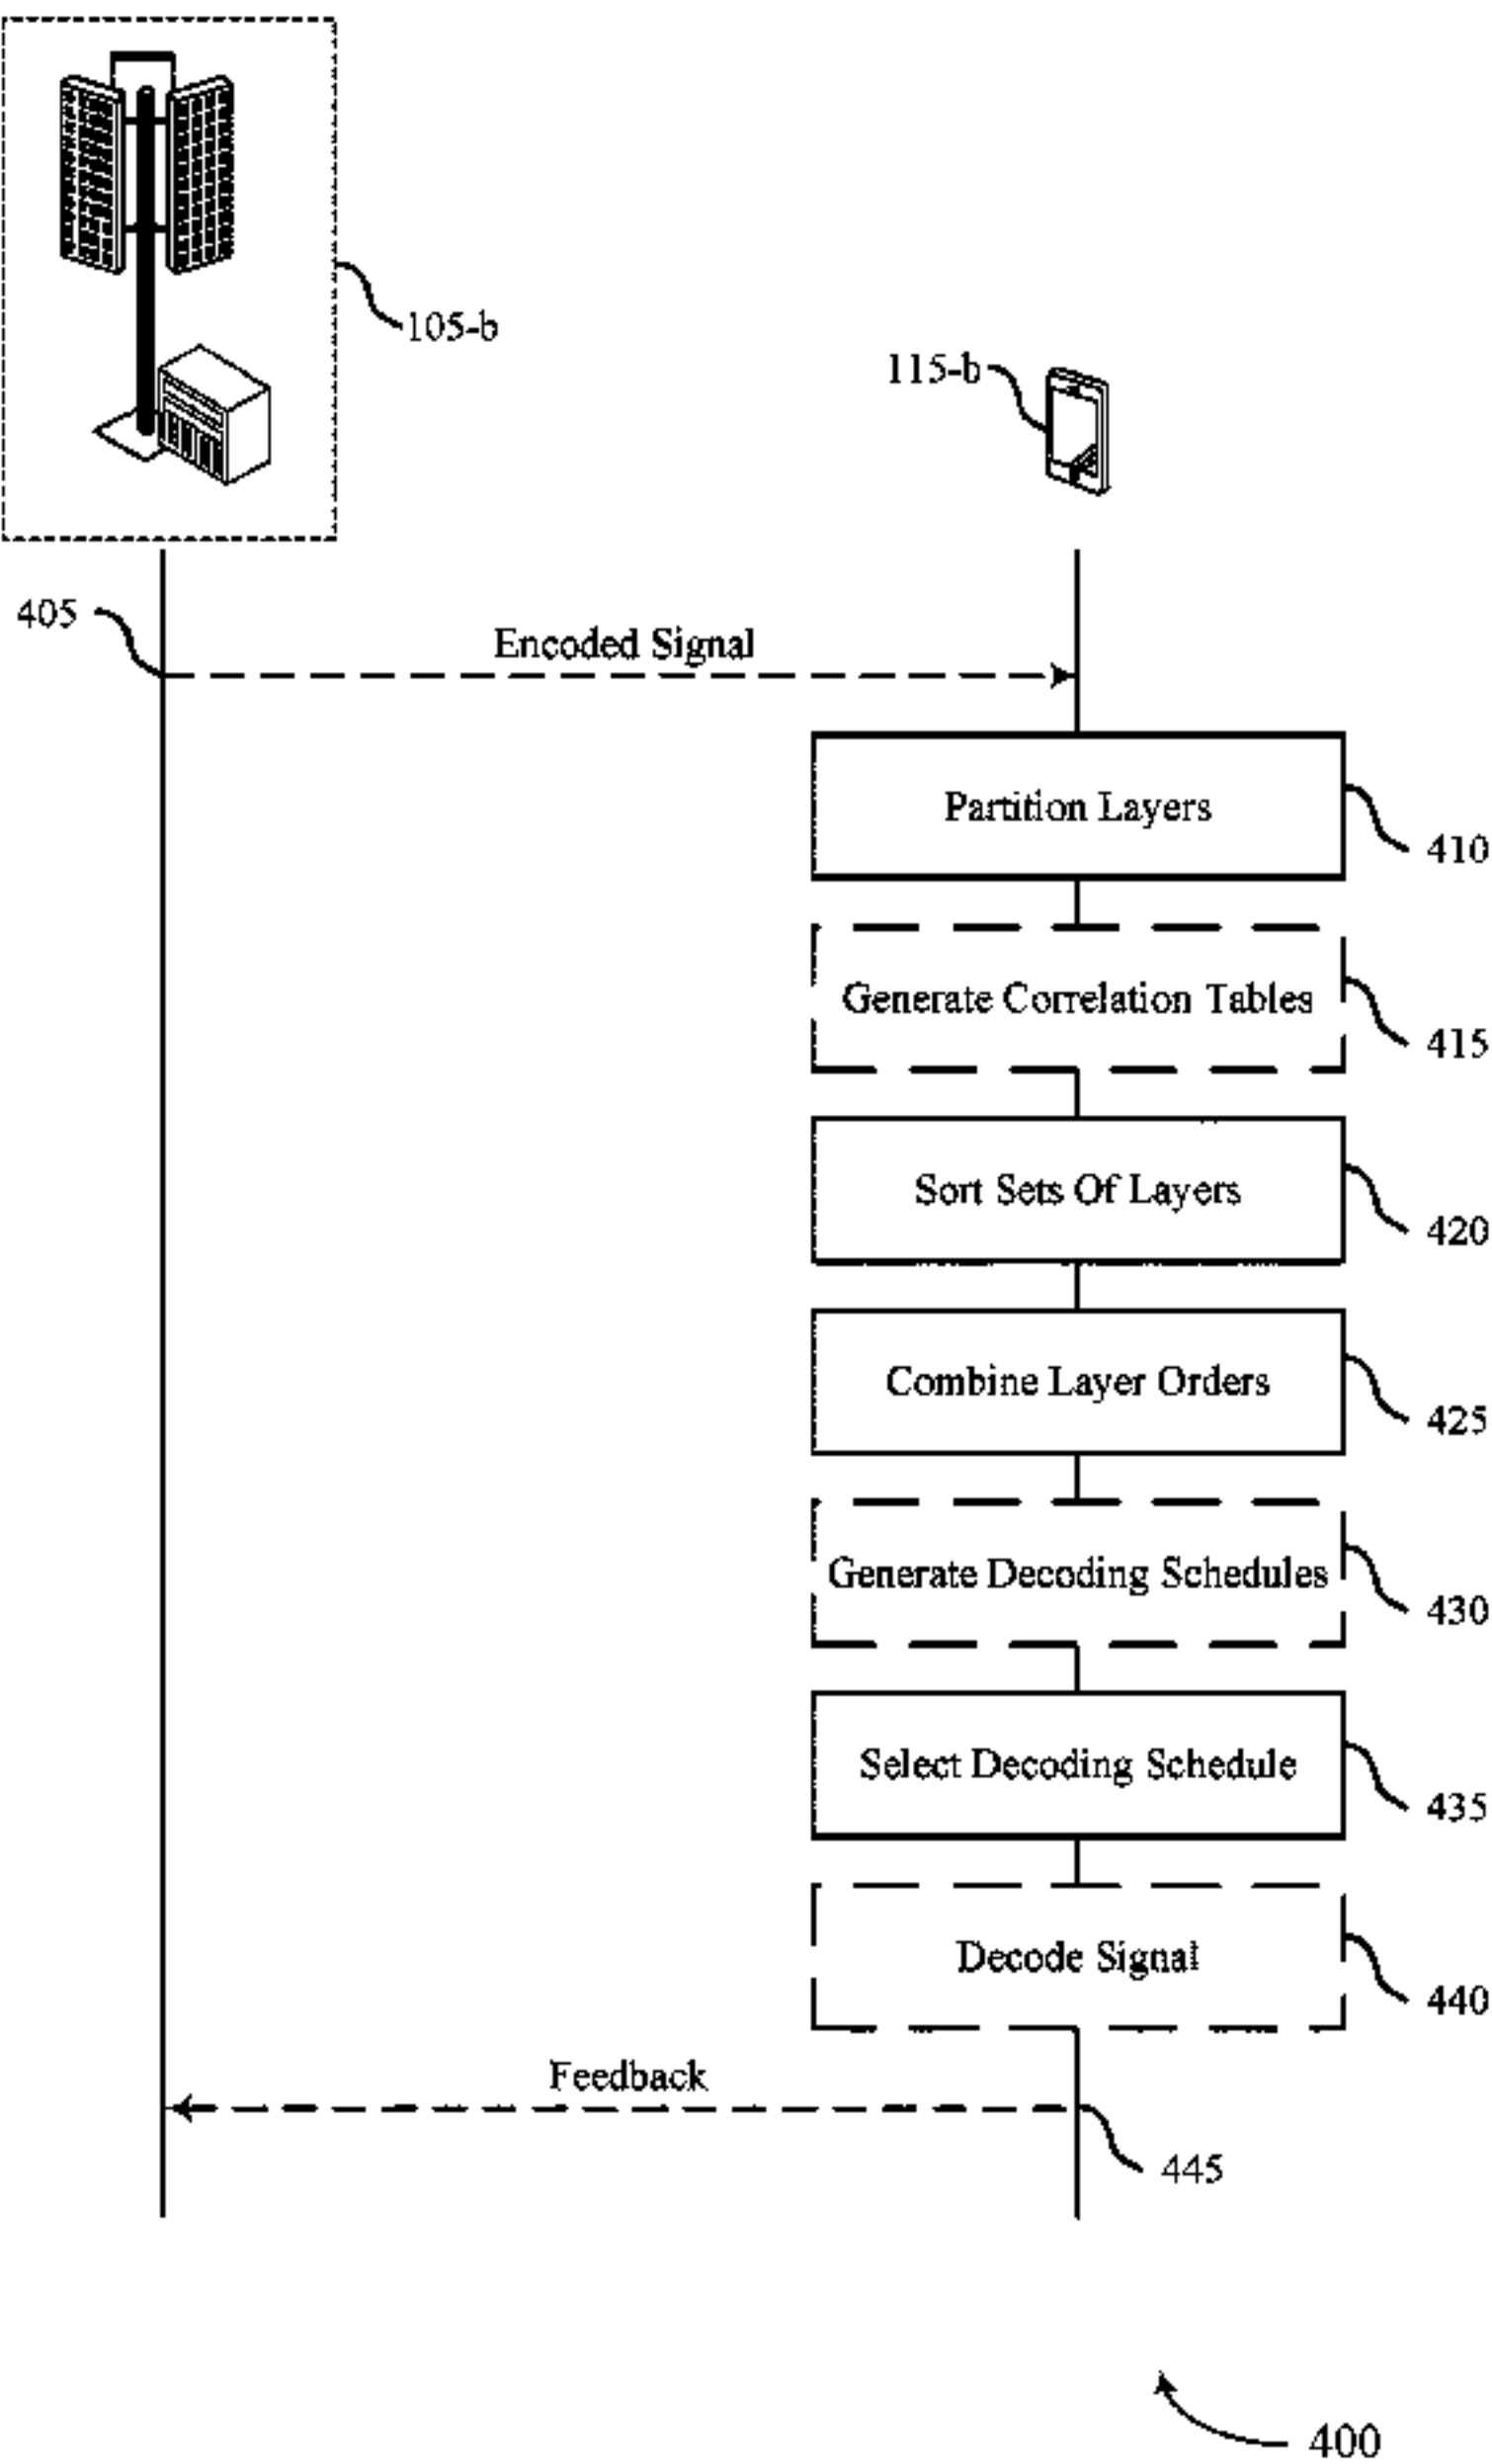 105-b
115-b
405
Encoded Signal
Partition Layers
410
Generate Correlation Tables
415
Sort Sets Of Layers
420
Combine Layer Orders
425
Generate Decoding Schedules
430
Select Decoding Schedule
435
Decode Signal
440
Feedback
445
400